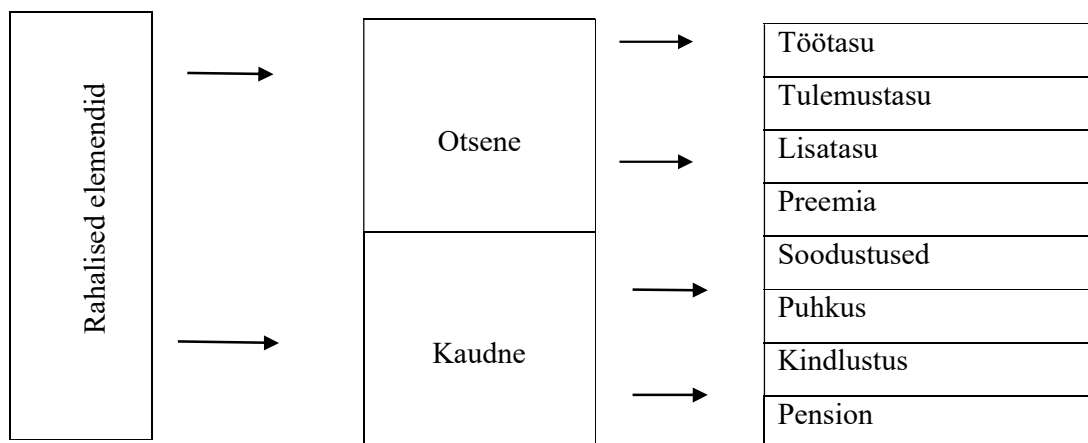 Rahalised elemendid
Otsene
Kaudne
Töötasu
Tulemustasu
Lisatasu
Preemia
Soodustused
Puhkus
Kindlustus
Pension